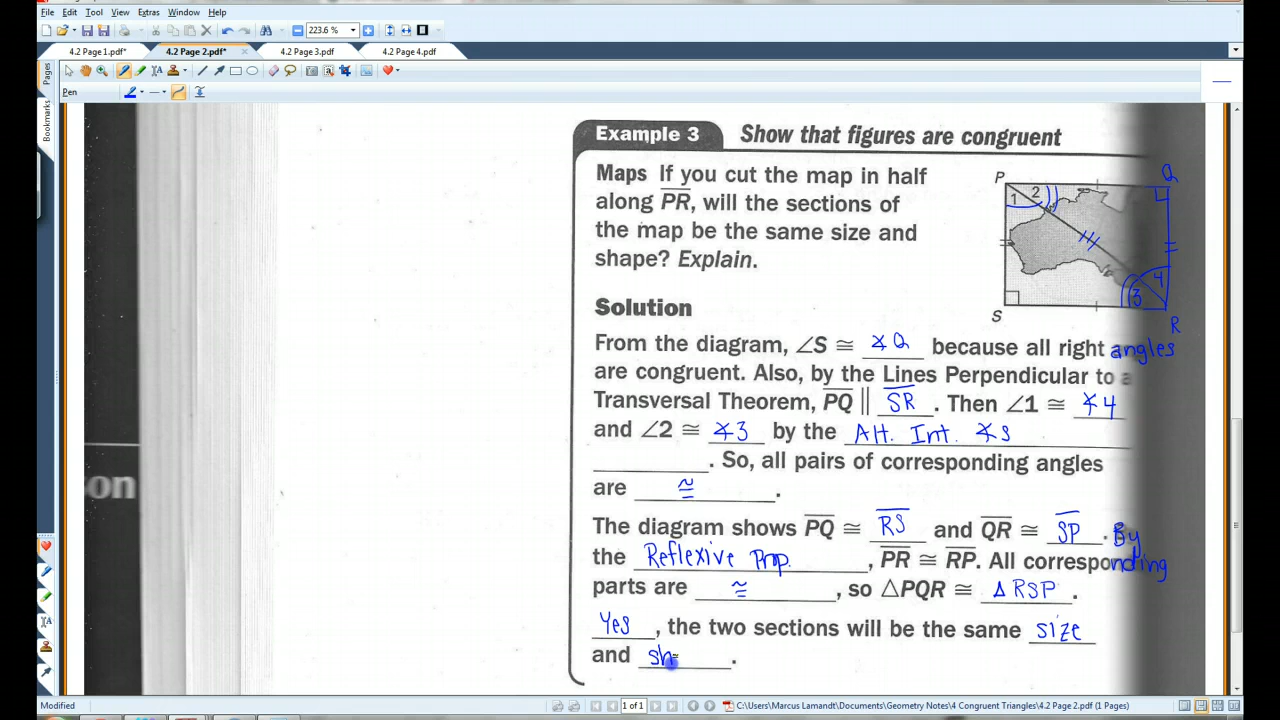 File Edit Tool View Extras Window Help
223.6 %
4.2 Page 1.pdf* 4.2 Page 2.pdf* 4.2 Page 3.pdf 4.2 Page 4.pdf
Pen
Pages
Bookmarks
on
Example 3 Show that figures are congruent
Maps If you cut the map in half
along PR, will the sections of
the map be the same size and
shape? Explain.
P Q
1 2
3 4
S R
Solution
From the diagram, ∠S ≅ ∡Q because all right angles
are congruent. Also, by the Lines Perpendicular to a
Transversal Theorem, PQ || SR. Then ∠1 ≅ ∡4
and ∠2 ≅ ∡3 by the Alt. Int. ∡s
. So, all pairs of corresponding angles
are ≅.
The diagram shows PQ ≅ RS and QR ≅ SP. By
the Reflexive Prop., PR ≅ RP. All corresponding
parts are ≅, so △PQR ≅ △RSP.
Yes, the two sections will be the same size
and sh.
Modified 1 of 1 C:\Users\Marcus Lamandt\Documents\Geometry Notes\4 Congruent Triangles\4.2 Page 2.pdf (1 Pages)